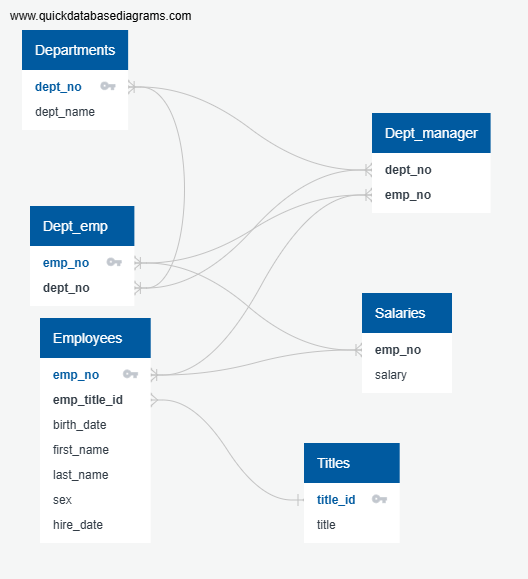 www.quickdatabasediagrams.com
Departments
dept_no
dept_name
Dept_manager
dept_no
emp_no
Dept_emp
emp_no
dept_no
Employees
emp_no
emp_title_id
birth_date
first_name
last_name
sex
hire_date
Salaries
emp_no
salary
Titles
title_id
title